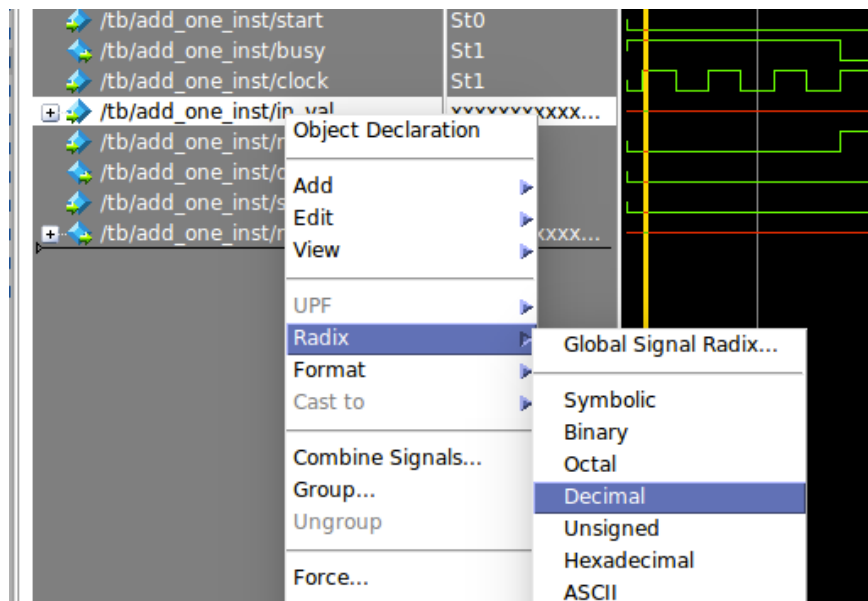 /tb/add_one_inst/start St0
/tb/add_one_inst/busy St1
/tb/add_one_inst/clock St1
/tb/add_one_inst/in_val xxxxxxxxxxx...
/tb/add_one_inst/
/tb/add_one_inst/
/tb/add_one_inst/s
/tb/add_one_inst/ xxxx...
Object Declaration
Add
Edit
View
UPF
Radix
Format
Cast to
Combine Signals...
Group...
Ungroup
Force...
Global Signal Radix...
Symbolic
Binary
Octal
Decimal
Unsigned
Hexadecimal
ASCII